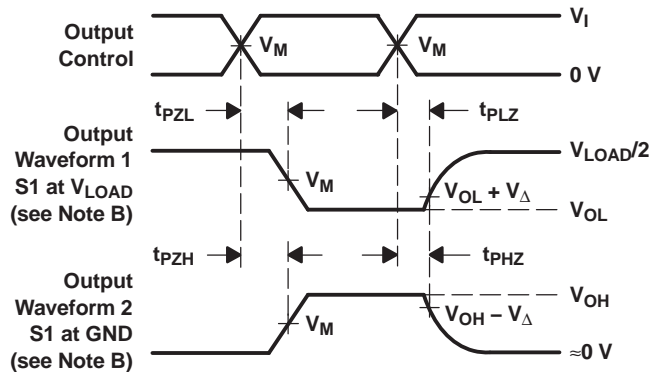 Output
Control
V_M
V_M
V_I
0 V
t_PZL
t_PLZ
Output
Waveform 1
S1 at V_LOAD
(see Note B)
V_M
V_LOAD/2
V_OL + V_Δ
V_OL
t_PZH
t_PHZ
Output
Waveform 2
S1 at GND
(see Note B)
V_M
V_OH
V_OH − V_Δ
≈0 V